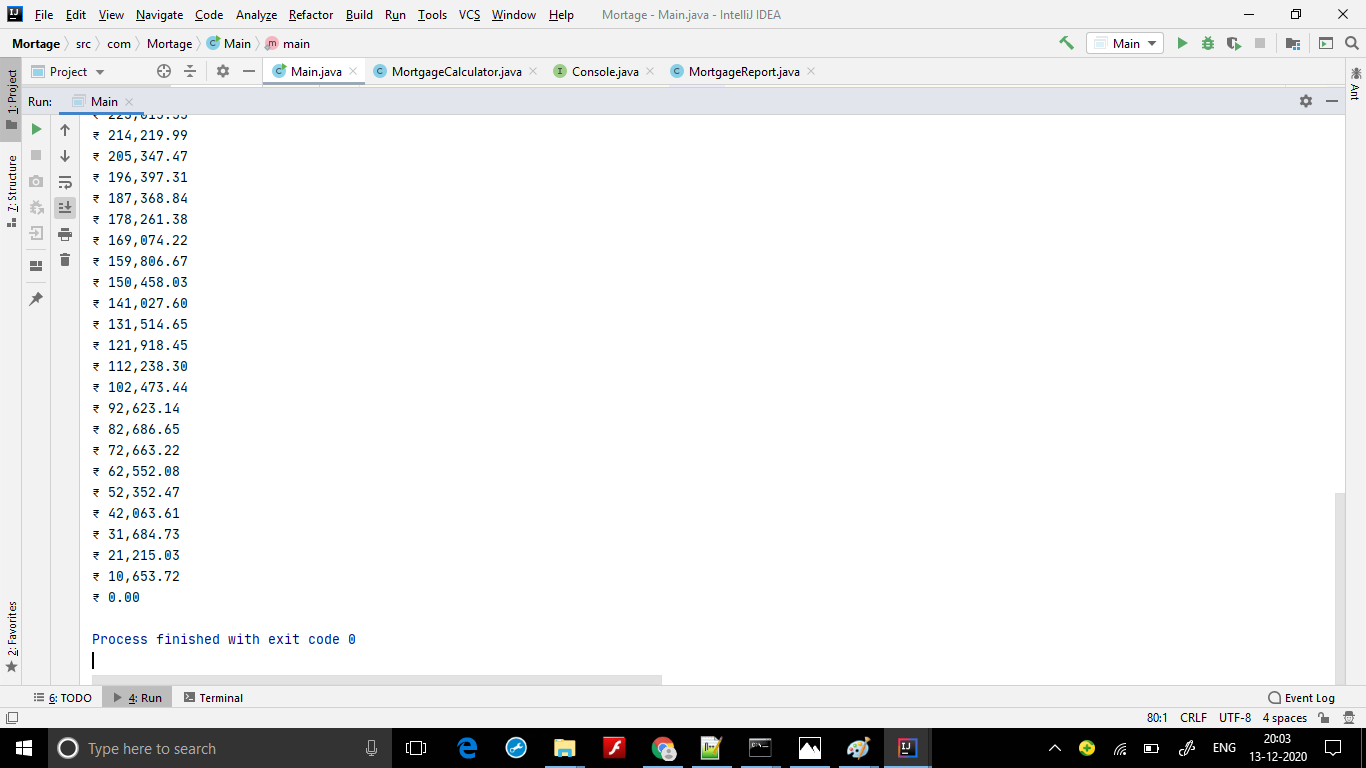 File Edit View Navigate Code Analyze Refactor Build Run Tools VCS Window Help Mortage - Main.java - IntelliJ IDEA
Mortage src com Mortage Main main Main
Project Main.java MortgageCalculator.java Console.java MortgageReport.java
1: Project
7: Structure
2: Favorites
Ant
Run: Main
₹ 214,219.99
₹ 205,347.47
₹ 196,397.31
₹ 187,368.84
₹ 178,261.38
₹ 169,074.22
₹ 159,806.67
₹ 150,458.03
₹ 141,027.60
₹ 131,514.65
₹ 121,918.45
₹ 112,238.30
₹ 102,473.44
₹ 92,623.14
₹ 82,686.65
₹ 72,663.22
₹ 62,552.08
₹ 52,352.47
₹ 42,063.61
₹ 31,684.73
₹ 21,215.03
₹ 10,653.72
₹ 0.00
Process finished with exit code 0
6: TODO 4: Run Terminal Event Log
80:1 CRLF UTF-8 4 spaces
Type here to search ENG 20:03
13-12-2020